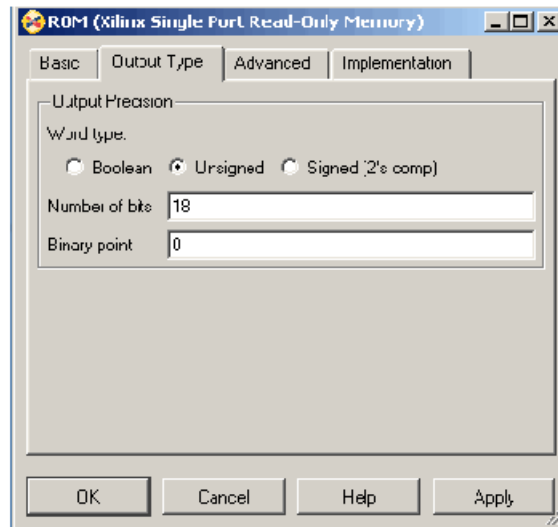 ROM (Xilinx Single Port Read-Only Memory)
Basic Output Type Advanced Implementation
Output Precision
Word type:
Boolean Unsigned Signed (2's comp)
Number of bits 18
Binary point 0
OK Cancel Help Apply